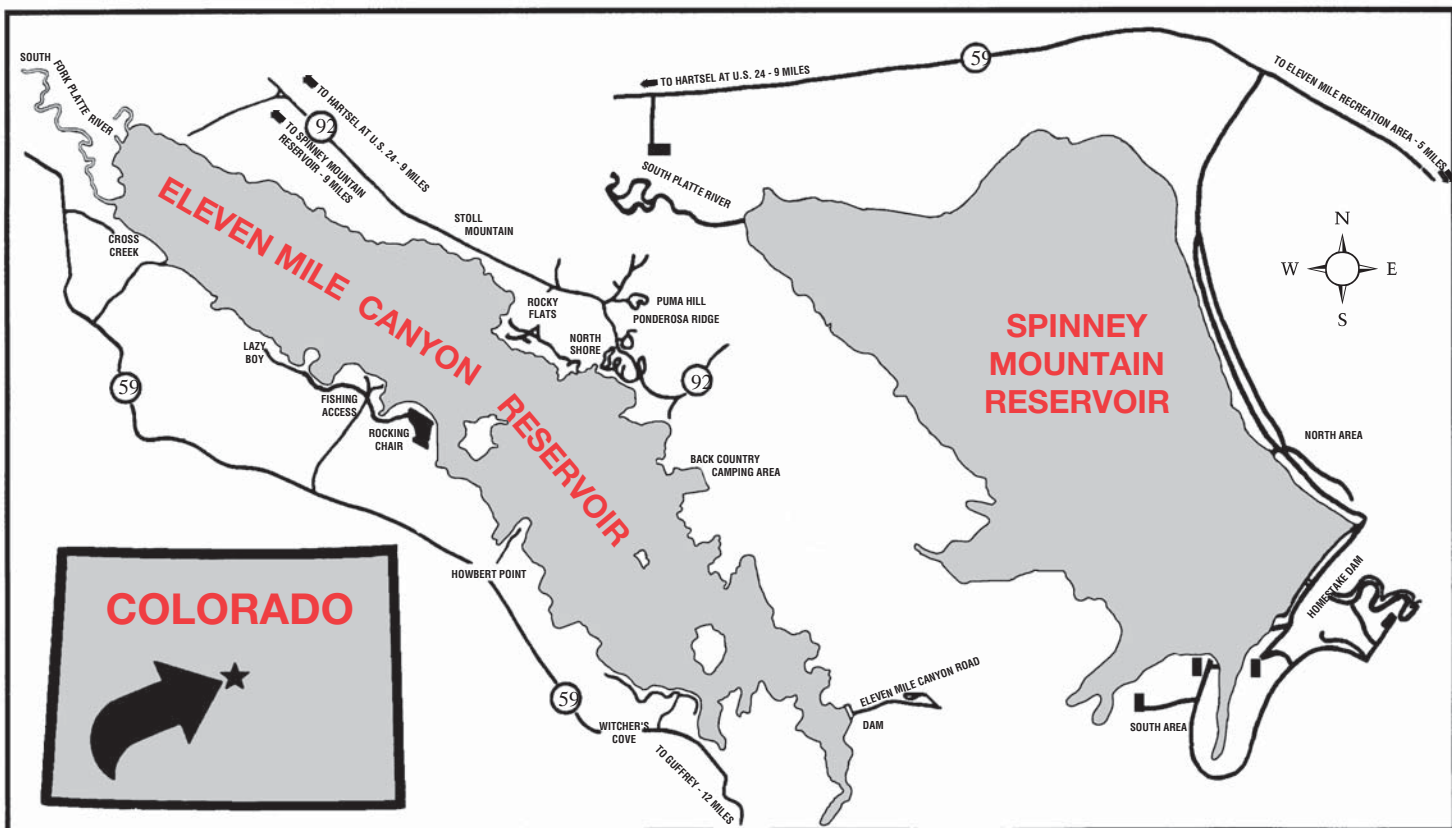 SOUTH
FORK PLATTE RIVER
TO HARTSEL AT U.S. 24 - 9 MILES
92
TO SPINNEY MOUNTAIN
RESERVOIR - 9 MILES
STOLL
MOUNTAIN
CROSS
CREEK
ELEVEN MILE CANYON RESERVOIR
ROCKY
FLATS
NORTH
SHORE
PUMA HILL
PONDEROSA RIDGE
92
LAZY
BOY
59
FISHING
ACCESS
ROCKING
CHAIR
BACK COUNTRY
CAMPING AREA
HOWBERT POINT
59
WITCHER'S
COVE
TO GUFFREY - 12 MILES
ELEVEN MILE CANYON ROAD
DAM
COLORADO
TO HARTSEL AT U.S. 24 - 9 MILES
59
TO ELEVEN MILE RECREATION AREA - 5 MILES
SOUTH PLATTE RIVER
N
W
E
S
SPINNEY
MOUNTAIN
RESERVOIR
NORTH AREA
HOMESTAKE DAM
SOUTH AREA